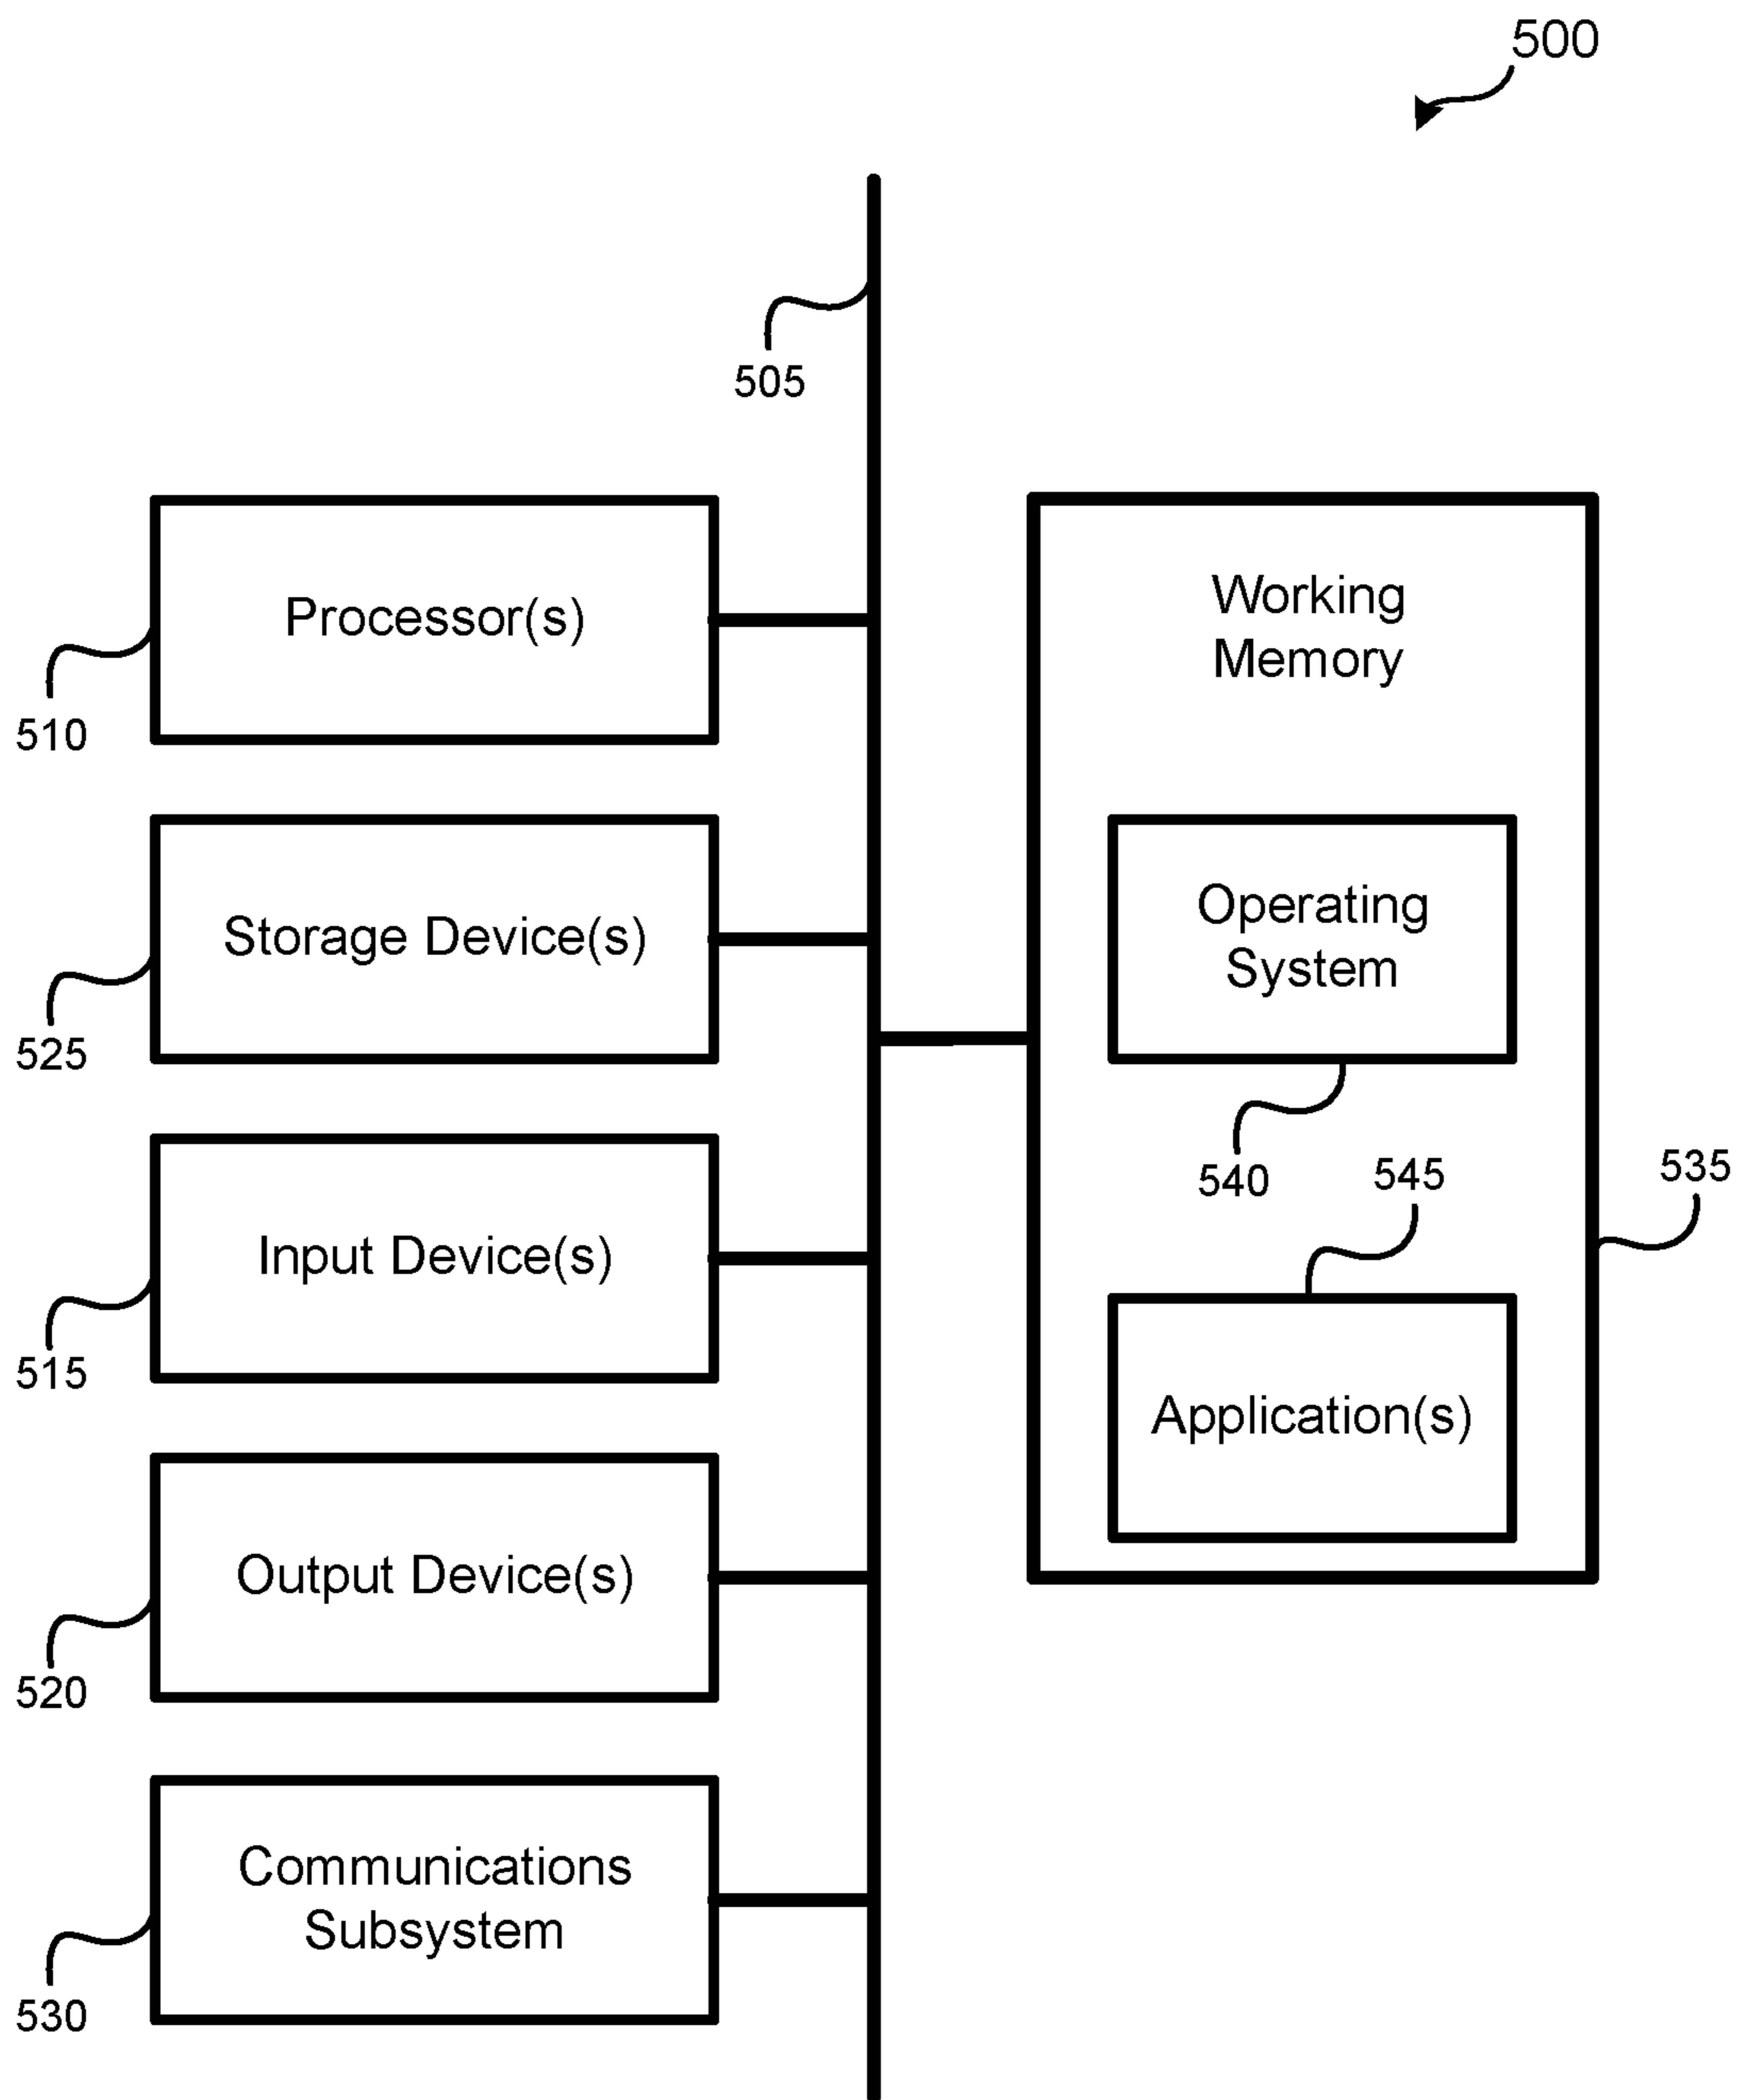 500
505
Processor(s)
510
Storage Device(s)
525
Input Device(s)
515
Output Device(s)
520
Communications
Subsystem
530
Working
Memory
Operating
System
540
545
535
Application(s)